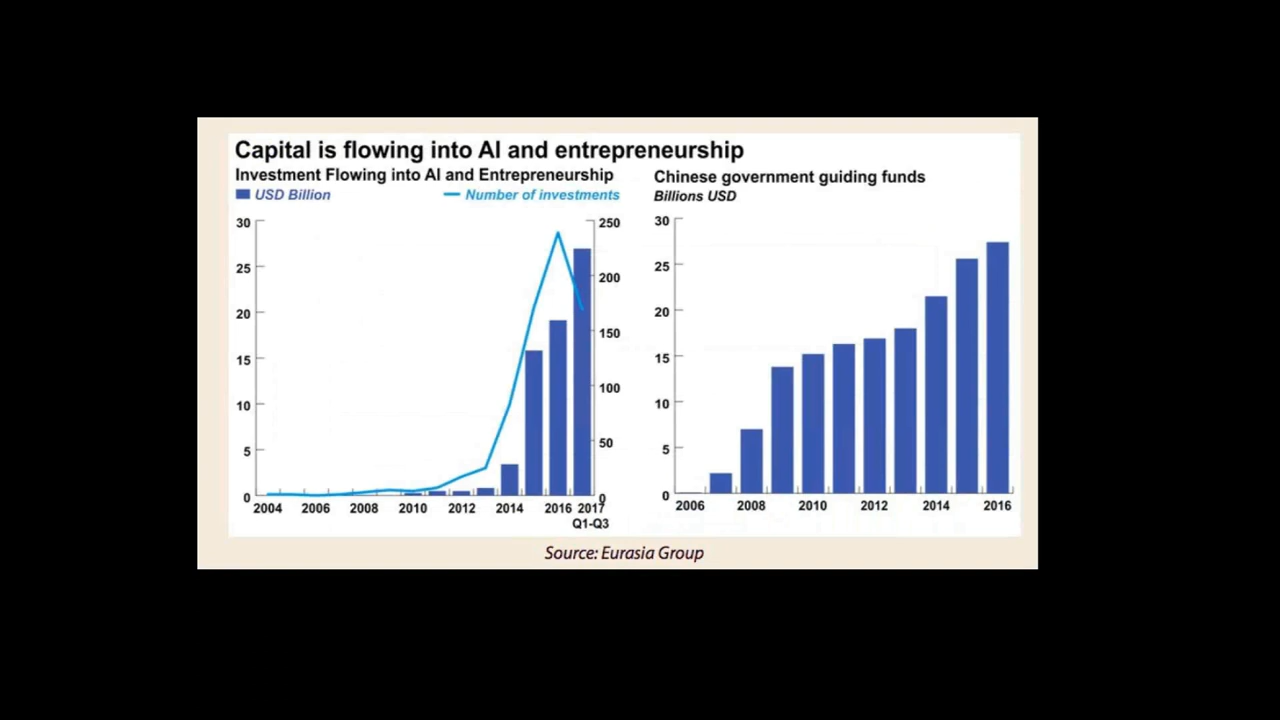 Capital is flowing into AI and entrepreneurship
Investment Flowing into AI and Entrepreneurship
USD Billion Number of investments
30 250
25
200
20
150
15
100
10
50
5
0 0
2004 2006 2008 2010 2012 2014 2016 2017
Q1-Q3
Chinese government guiding funds
Billions USD
30
25
20
15
10
5
0
2006 2008 2010 2012 2014 2016
Source: Eurasia Group